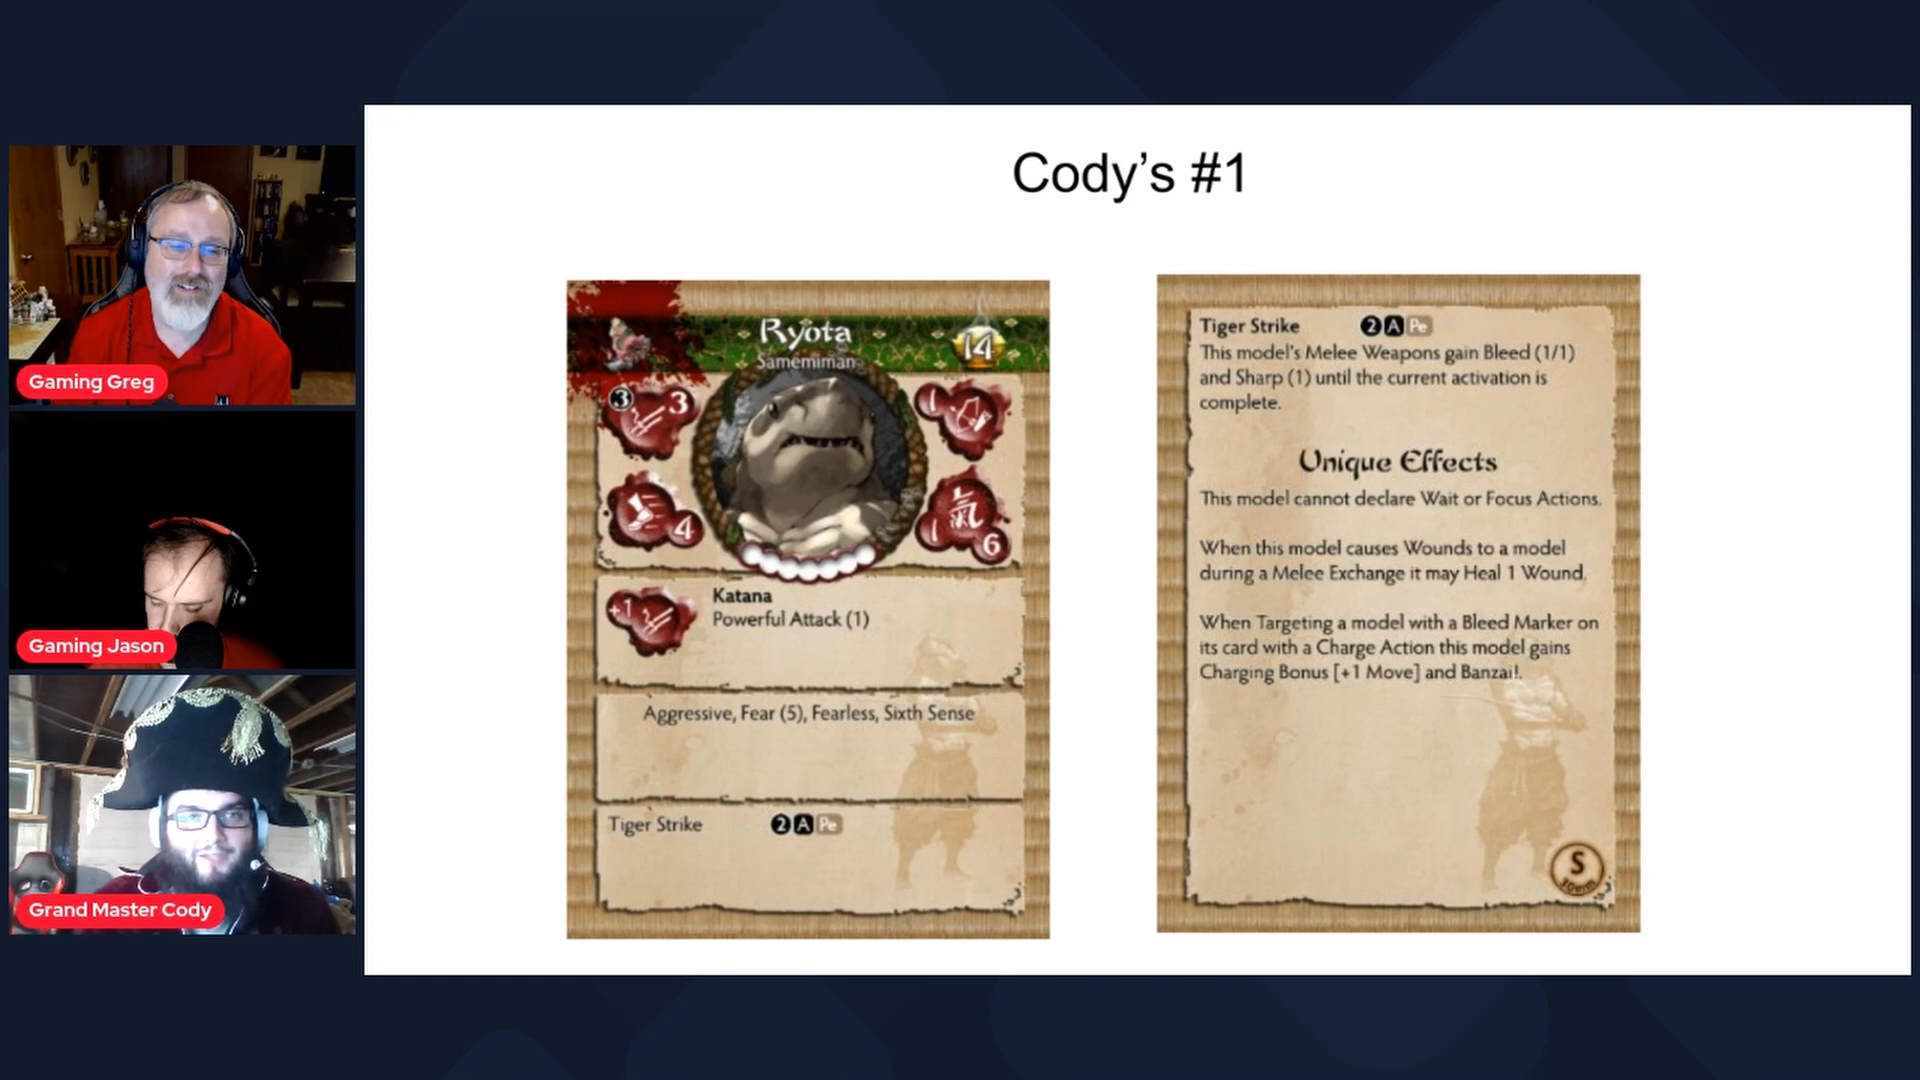 Cody's #1
Gaming Greg
Gaming Jason
Grand Master Cody
Ryota
Samemiman
14
3 3
1
4
1 6
+1
Katana
Powerful Attack (1)
Aggressive, Fear (5), Fearless, Sixth Sense
Tiger Strike 2 A Pe
Tiger Strike 2 A Pe
This model's Melee Weapons gain Bleed (1/1)
and Sharp (1) until the current activation is
complete.
Unique Effects
This model cannot declare Wait or Focus Actions.
When this model causes Wounds to a model
during a Melee Exchange it may Heal 1 Wound.
When Targeting a model with a Bleed Marker on
its card with a Charge Action this model gains
Charging Bonus [+1 Move] and Banzai!.
S
30mm